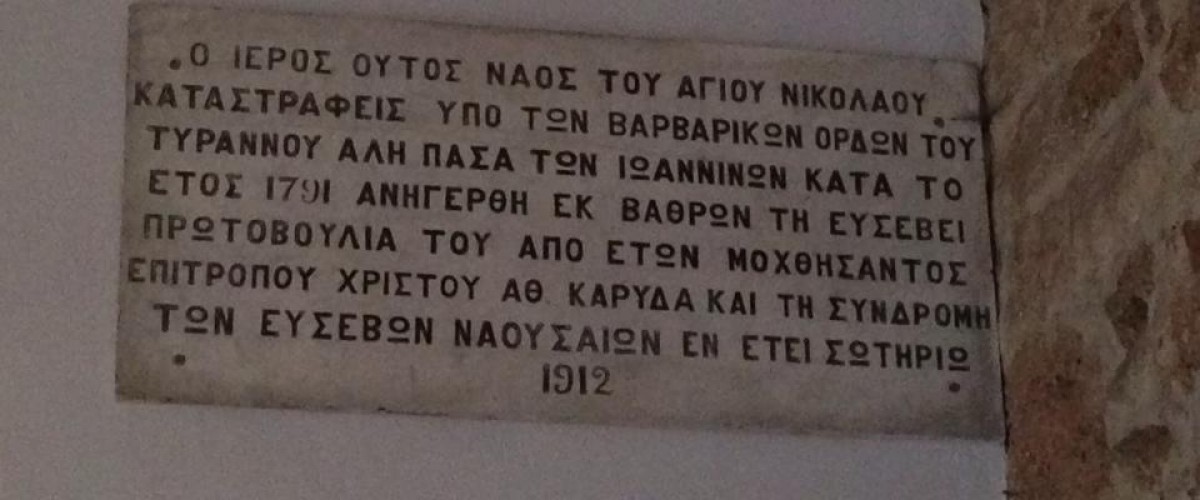 Ο ΙΕΡΟΣ ΟΥΤΟΣ ΝΑΟΣ ΤΟΥ ΑΓΙΟΥ ΝΙΚΟΛΑΟΥ
ΚΑΤΑΣΤΡΑΦΕΙΣ ΥΠΟ ΤΩΝ ΒΑΡΒΑΡΙΚΩΝ ΟΡΔΩΝ ΤΟΥ
ΤΥΡΑΝΝΟΥ ΑΛΗ ΠΑΣΑ ΤΩΝ ΙΩΑΝΝΙΝΩΝ ΚΑΤΑ ΤΟ
ΕΤΟΣ 1791 ΑΝΗΓΕΡΘΗ ΕΚ ΒΑΘΡΩΝ ΤΗ ΕΥΣΕΒΕΙ
ΠΡΩΤΟΒΟΥΛΙΑ ΤΟΥ ΑΠΟ ΕΤΩΝ ΜΟΧΘΗΣΑΝΤΟΣ
ΕΠΙΤΡΟΠΟΥ ΧΡΙΣΤΟΥ ΑΘ. ΚΑΡΥΔΑ ΚΑΙ ΤΗ ΣΥΝΔΡΟΜΗ
ΤΩΝ ΕΥΣΕΒΩΝ ΝΑΟΥΣΑΙΩΝ ΕΝ ΕΤΕΙ ΣΩΤΗΡΙΩ
1912